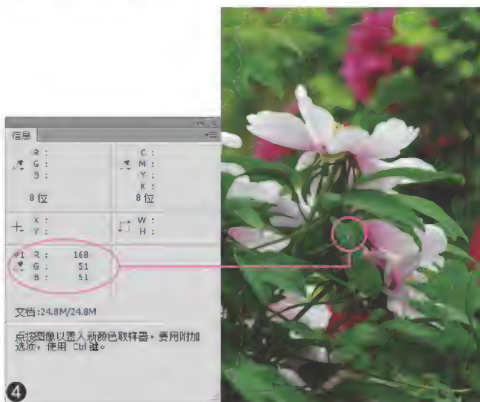 信息
R :
G :
B :
8 位
C :
M :
Y :
K :
8 位
X :
Y :
W :
H :
#1 R : 168
G : 51
B : 51
文档:24.8M/24.8M
点按图像以置入新颜色取样器。要用附加
选项，使用 Ctrl 键。
4